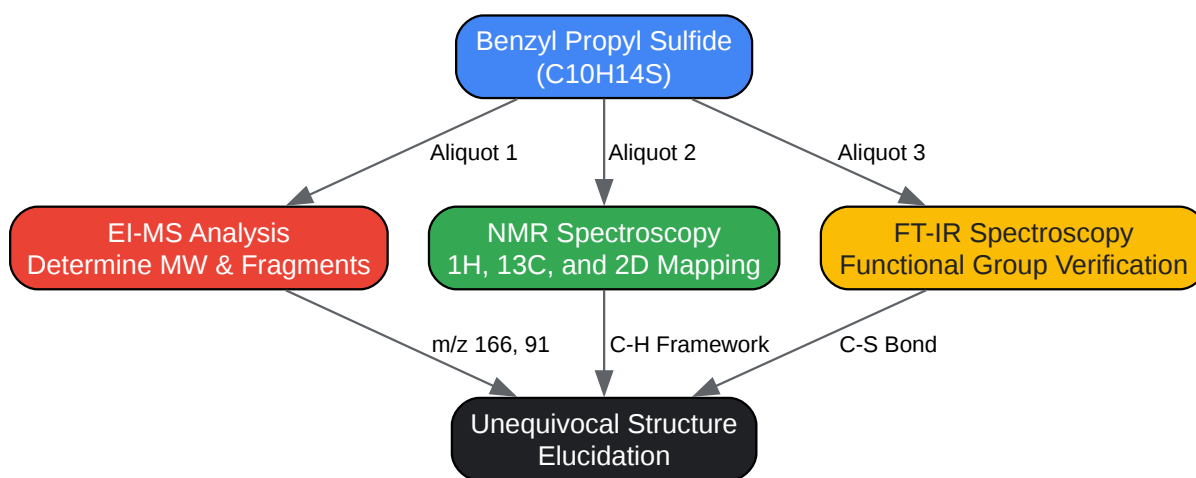 Benzyl Propyl Sulfide
(C10H14S)
Aliquot 1
Aliquot 2
Aliquot 3
EI-MS Analysis
Determine MW & Fragments
NMR Spectroscopy
1H, 13C, and 2D Mapping
FT-IR Spectroscopy
Functional Group Verification
m/z 166, 91
C-H Framework
C-S Bond
Unequivocal Structure
Elucidation